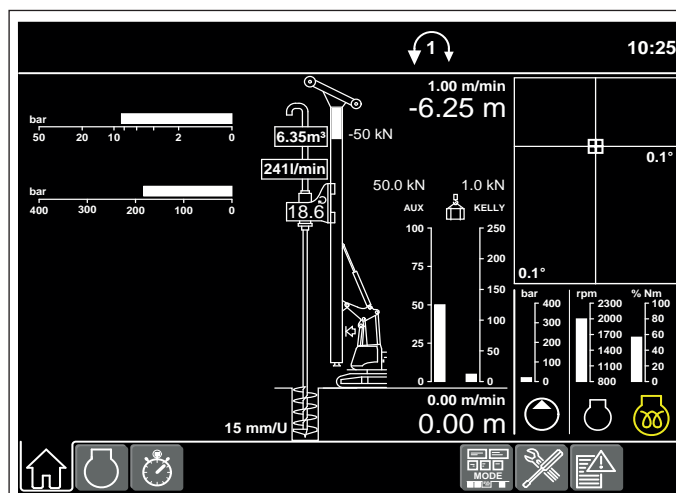 1
10:25
1.00 m/min
-6.25 m
bar
50 20 10 2 0
6.35m³
-50 kN
241l/min
0.1°
bar
400 300 200 100 0
18.6
5
50.0 kN 1.0 kN
AUX KELLY
100 250
200
75
150
50
100
25
50
0 0
0.1°
bar rpm % Nm
400 2300 100
300 2000 80
1700 60
200
1400 40
100
1100 20
0 800 0
0.00 m/min
15 mm/U
0.00 m
MODE